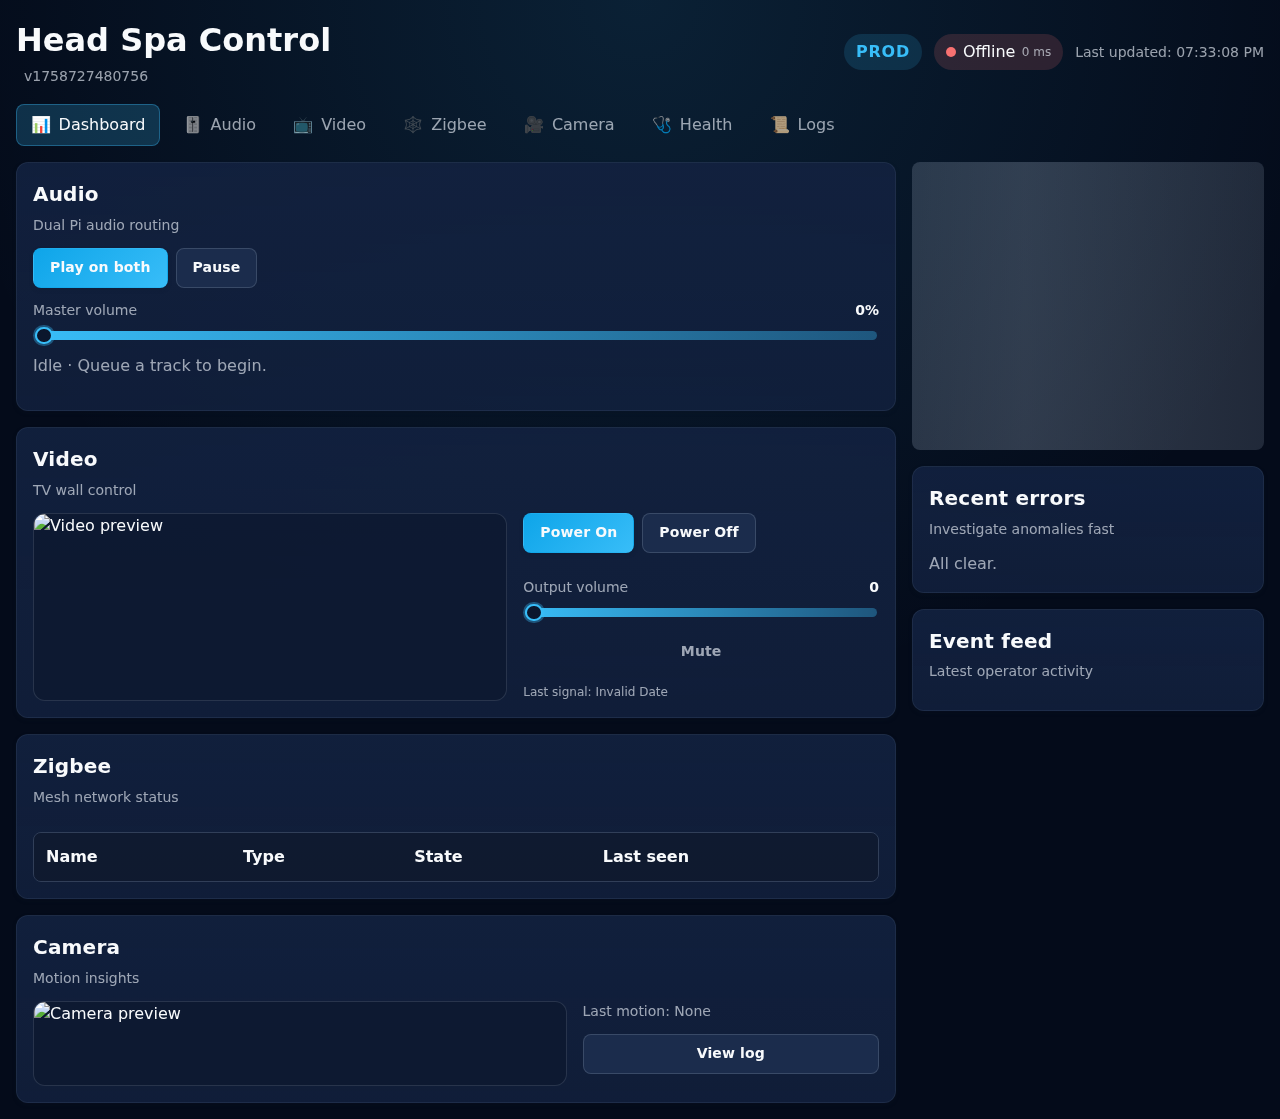 Head Spa Control
v1758727480756
PROD
Offline 0 ms
Last updated: 07:33:08 PM
Dashboard
Audio
Video
Zigbee
Camera
Health
Logs
Audio
Dual Pi audio routing
Play on both
Pause
Master volume
0%
Idle · Queue a track to begin.
Video
TV wall control
Video preview
Power On
Power Off
Output volume
0
Mute
Last signal: Invalid Date
Zigbee
Mesh network status
Name
Type
State
Last seen
Camera
Motion insights
Camera preview
Last motion: None
View log
Recent errors
Investigate anomalies fast
All clear.
Event feed
Latest operator activity